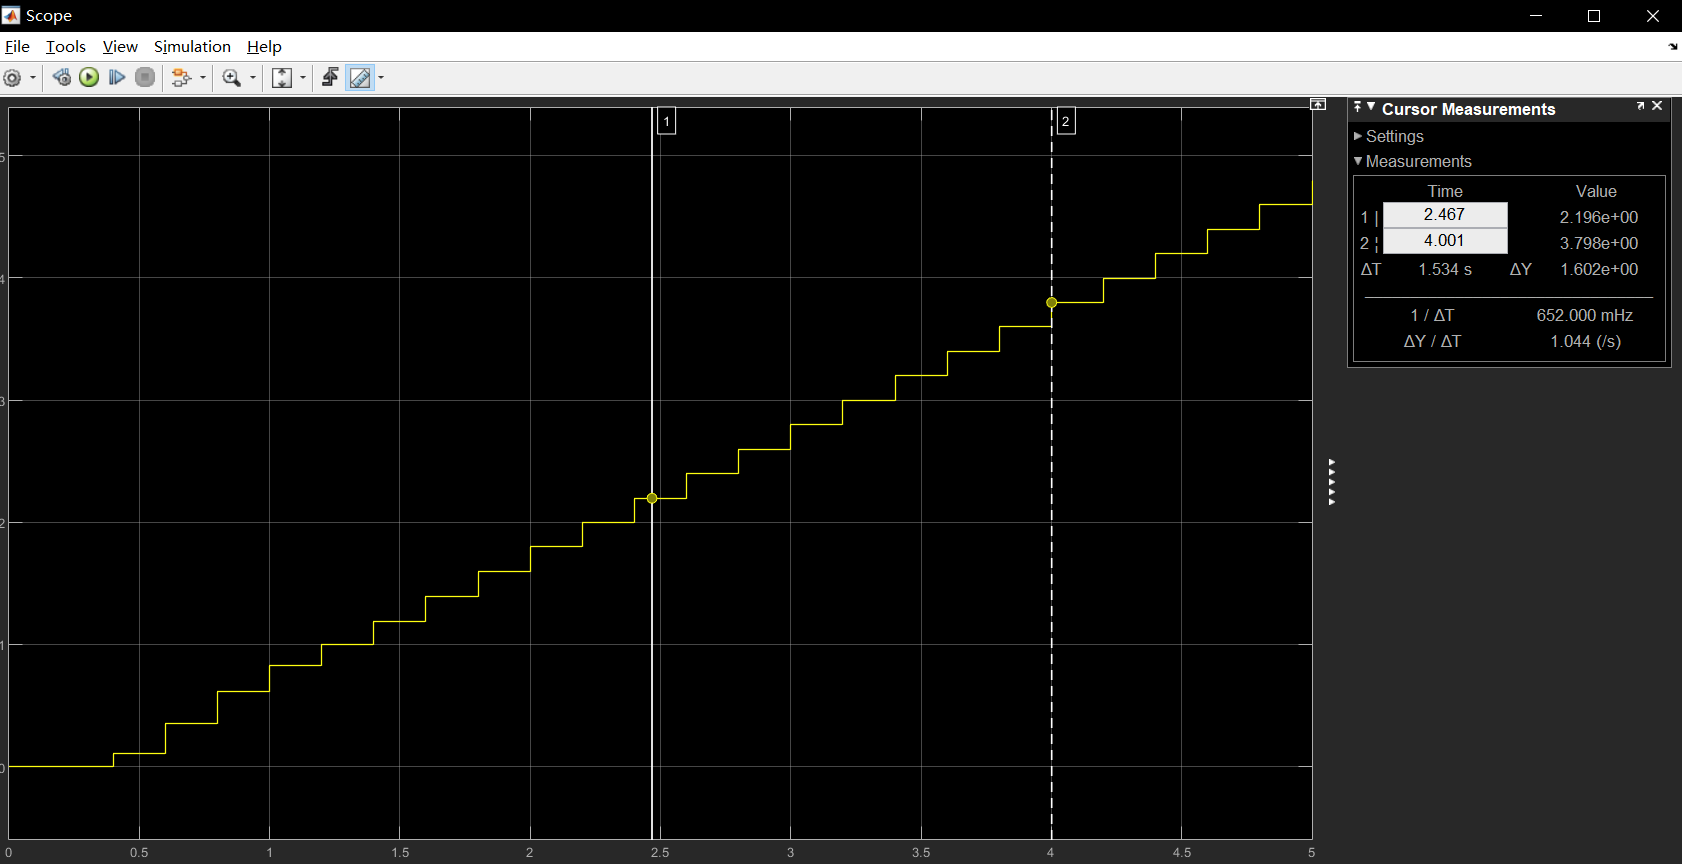 Scope
File Tools View Simulation Help
1
2
Cursor Measurements
Settings
Measurements
Time Value
1 | 2.467 2.196e+00
2 ¦ 4.001 3.798e+00
ΔT 1.534 s ΔY 1.602e+00
1 / ΔT 652.000 mHz
ΔY / ΔT 1.044 (/s)
5
4
3
2
1
0
0 0.5 1 1.5 2 2.5 3 3.5 4 4.5 5